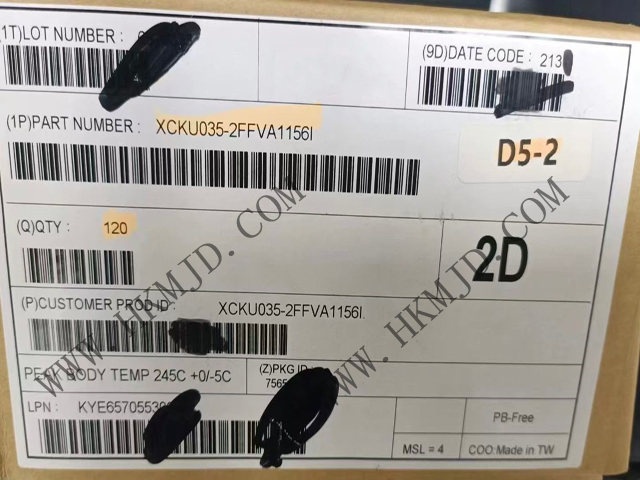 (1T)LOT NUMBER :
(9D)DATE CODE : 213
(1P)PART NUMBER : XCKU035-2FFVA1156I
D5-2
(Q)QTY : 120
2D
(P)CUSTOMER PROD ID : XCKU035-2FFVA1156I.
PEAK BODY TEMP 245C +0/-5C
(Z)PKG ID :
7565
LPN : KYE65705530
PB-Free
MSL = 4
COO:Made in TW
WWW.HKMJD.COM
WWW.HKMJD.COM